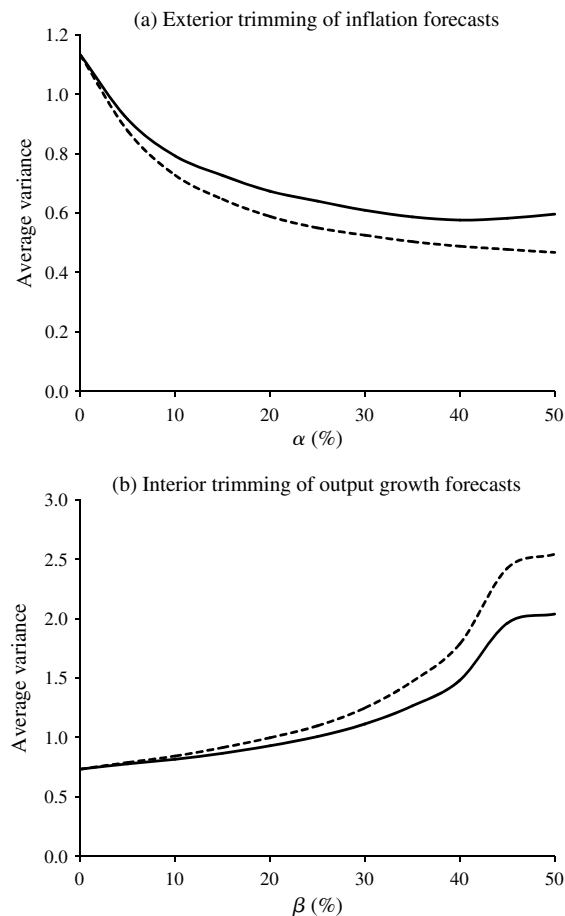 (a) Exterior trimming of inflation forecasts
1.2
1.0
0.8
0.6
0.4
0.2
0.0
Average variance
0 10 20 30 40 50
α (%)
(b) Interior trimming of output growth forecasts
3.0
2.5
2.0
1.5
1.0
0.5
0.0
Average variance
0 10 20 30 40 50
β (%)